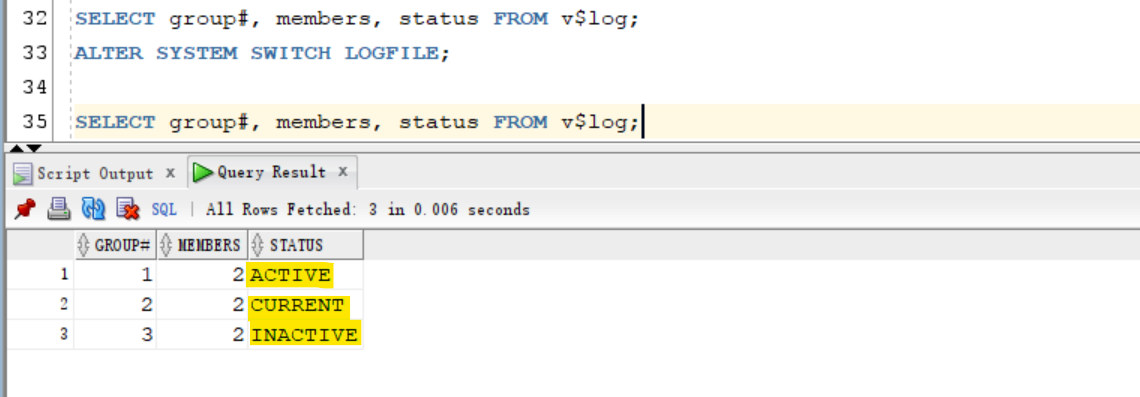 32 SELECT group#, members, status FROM v$log;
33 ALTER SYSTEM SWITCH LOGFILE;
34
35 SELECT group#, members, status FROM v$log;
Script Output x Query Result x
SQL | All Rows Fetched: 3 in 0.006 seconds
GROUP# MEMBERS STATUS
1 1 2 ACTIVE
2 2 2 CURRENT
3 3 2 INACTIVE